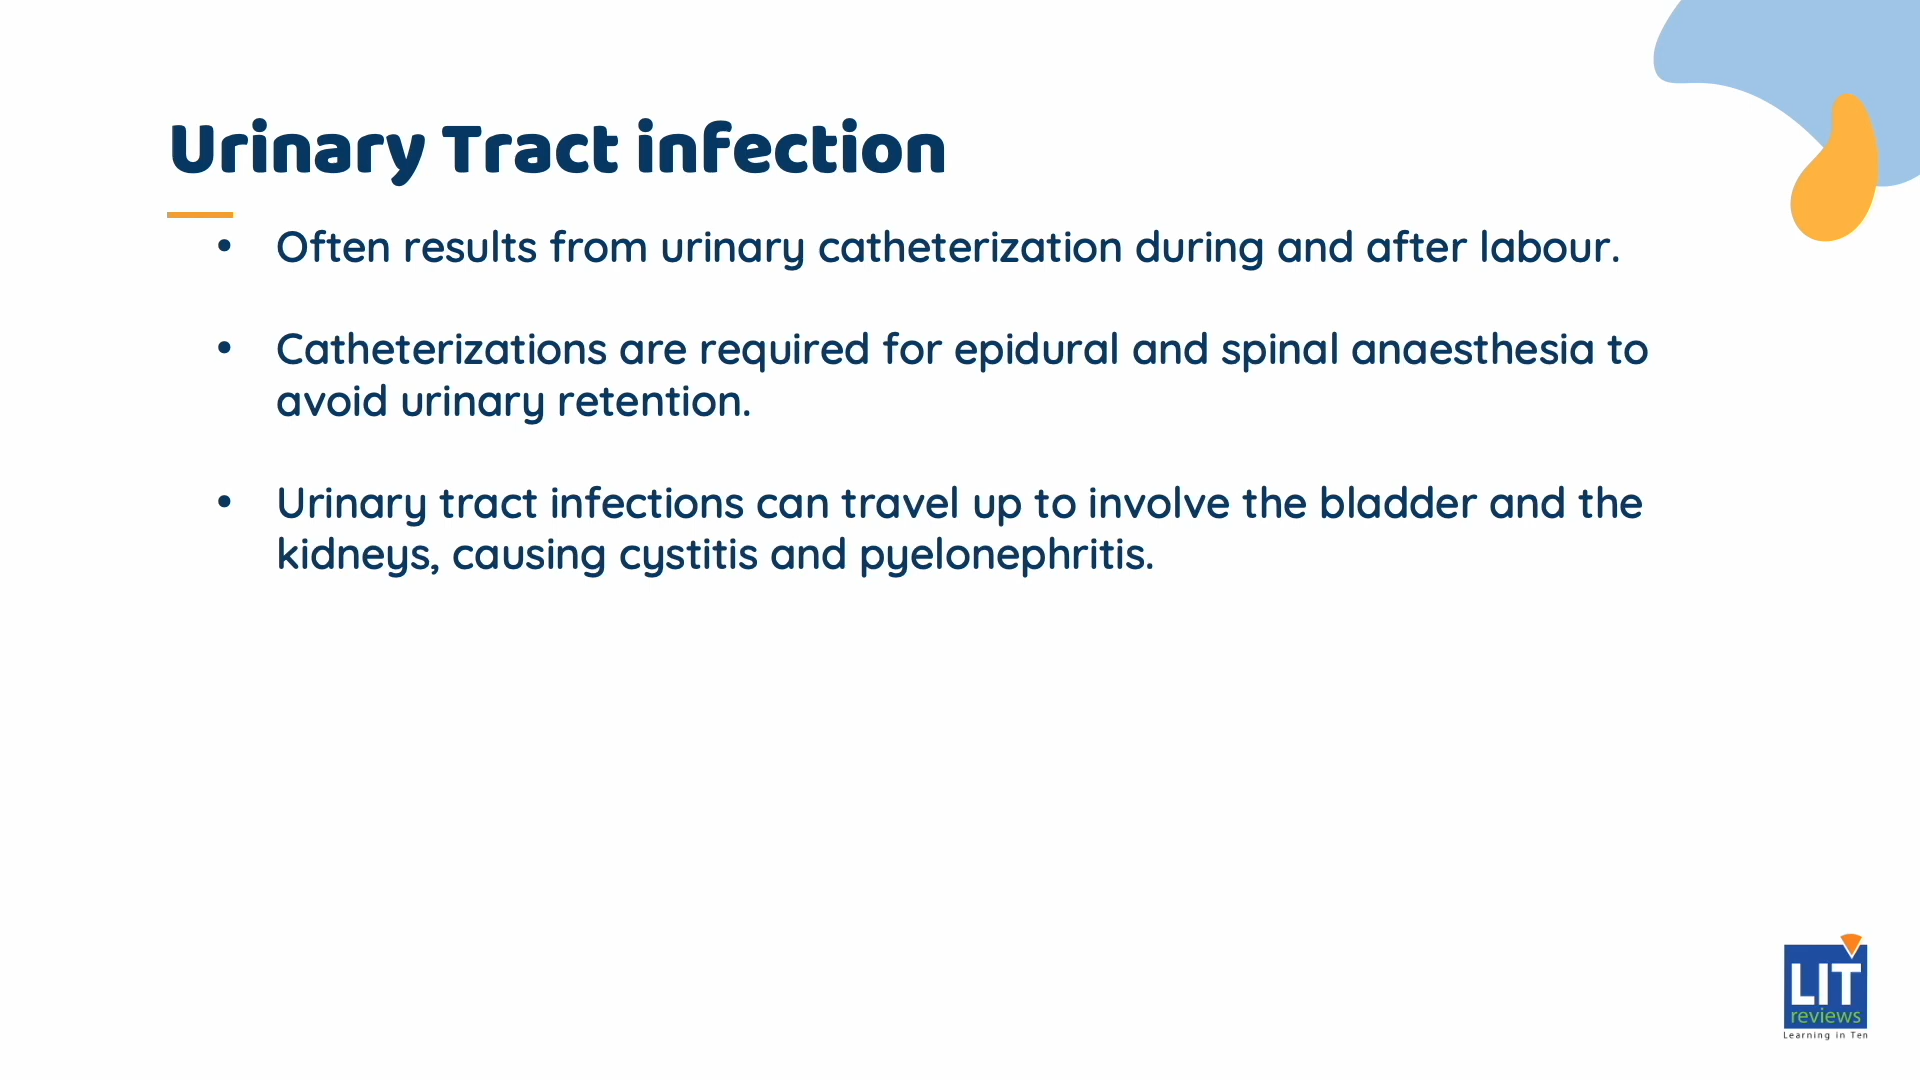 Urinary Tract infection
• Often results from urinary catheterization during and after labour.
• Catheterizations are required for epidural and spinal anaesthesia to
avoid urinary retention.
• Urinary tract infections can travel up to involve the bladder and the
kidneys, causing cystitis and pyelonephritis.
LIT
reviews
Learning in Ten